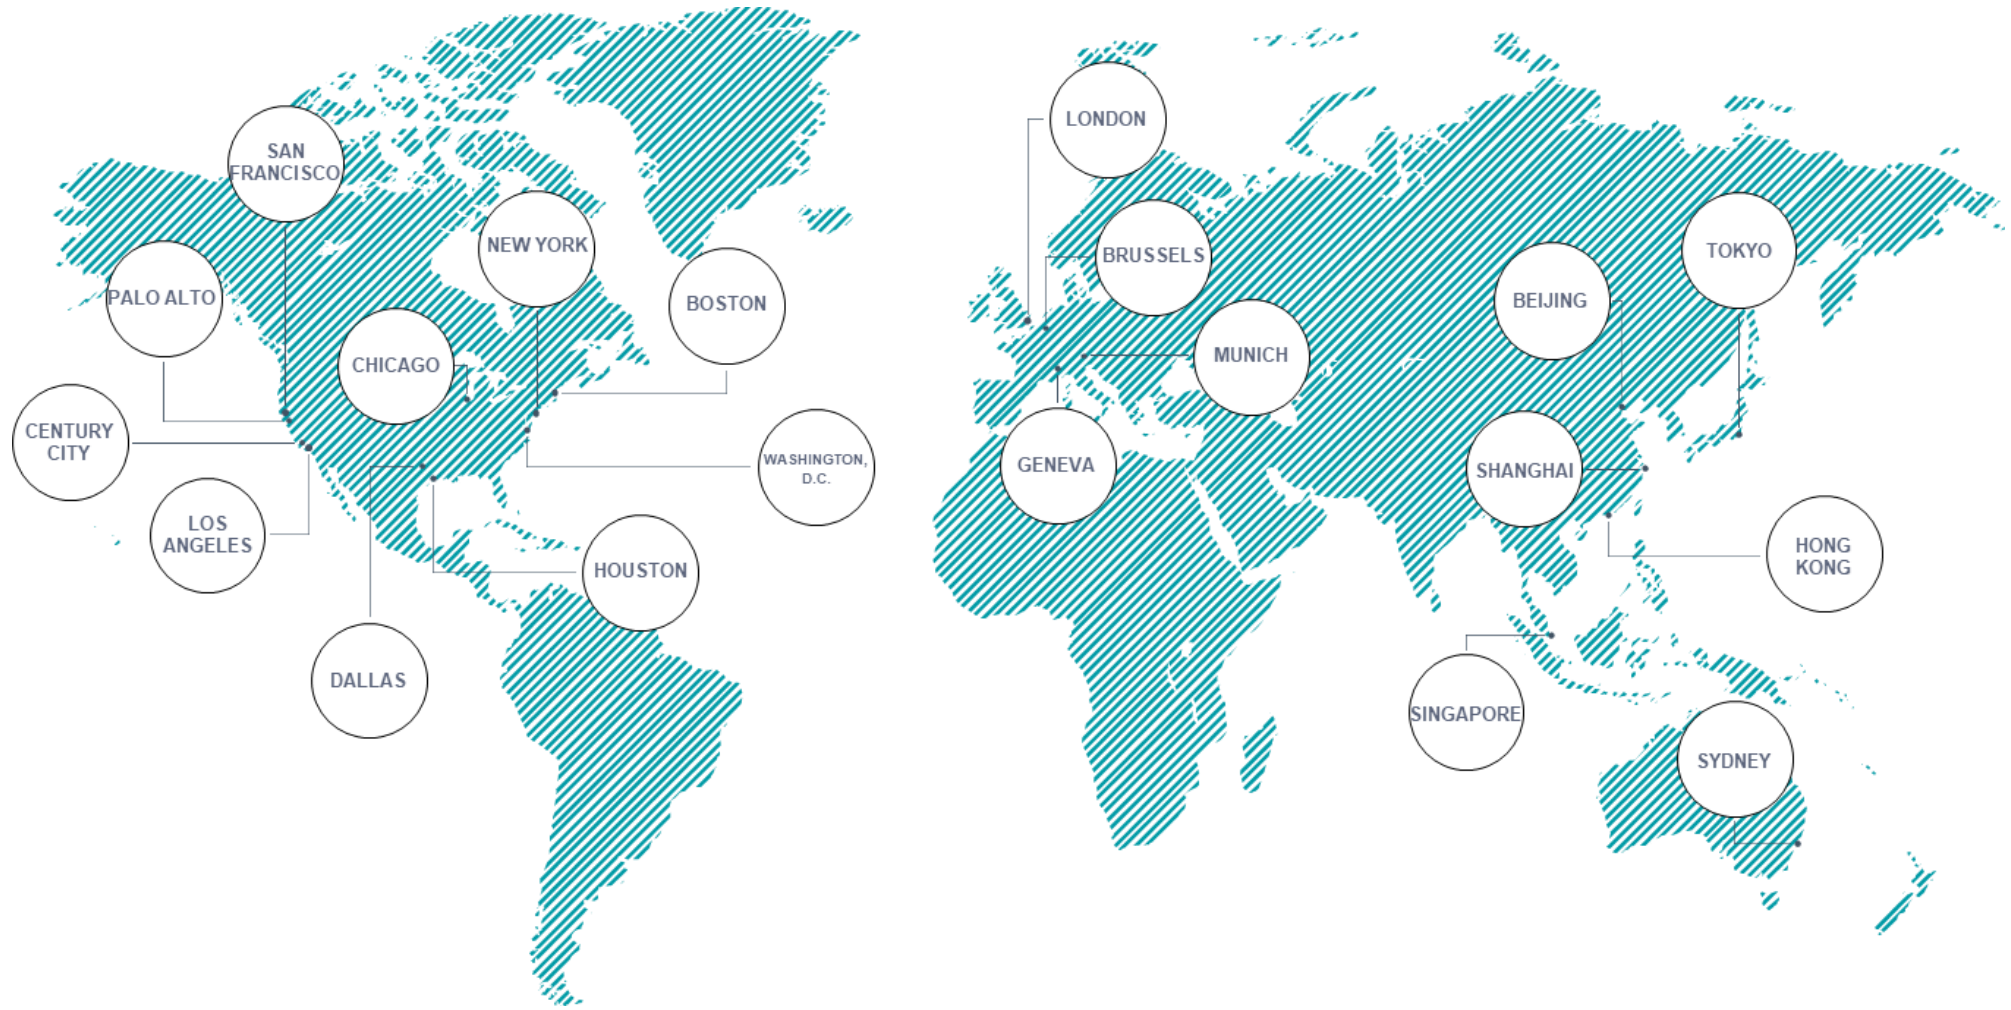 SAN
FRANCISCO
PALO ALTO
CENTURY
CITY
LOS
ANGELES
CHICAGO
NEW YORK
BOSTON
WASHINGTON,
D.C.
HOUSTON
DALLAS
LONDON
BRUSSELS
MUNICH
GENEVA
BEIJING
TOKYO
SHANGHAI
HONG
KONG
SINGAPORE
SYDNEY